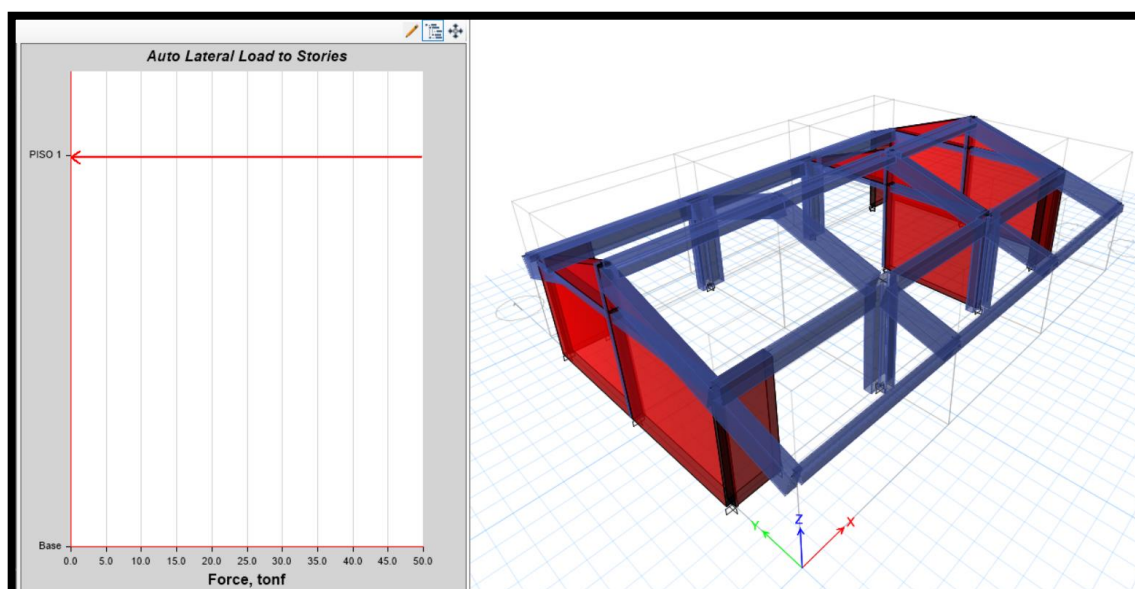 Auto Lateral Load to Stories
PISO 1
Base
0.0 5.0 10.0 15.0 20.0 25.0 30.0 35.0 40.0 45.0 50.0
Force, tonf
Y Z X